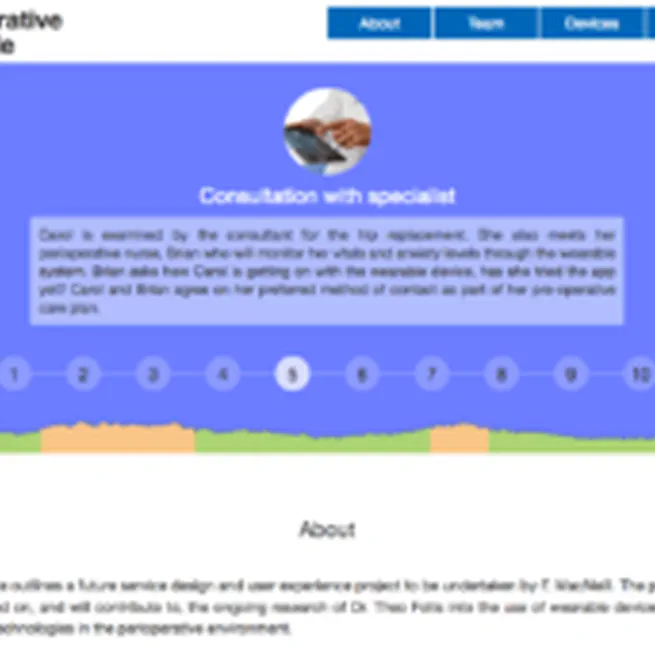 rative
le
About Team Devices
Consultation with specialist
Carol is examined by the consultant for the hip replacement. She also meets her
perioperative nurse, Brian who will monitor her vitals and anxiety levels through the wearable
system. Brian asks how Carol is getting on with the wearable device, has she tried the app
yet? Carol and Brian agree on her preferred method of contact as part of her pre-operative
care plan.
1 2 3 4 5 6 7 8 9 10
About
e outlines a future service design and user experience project to be undertaken by F. MacNeill. The p
d on, and will contribute to, the ongoing research of Dr. Theo into the use of wearable device
echnologies in the perioperative environment.